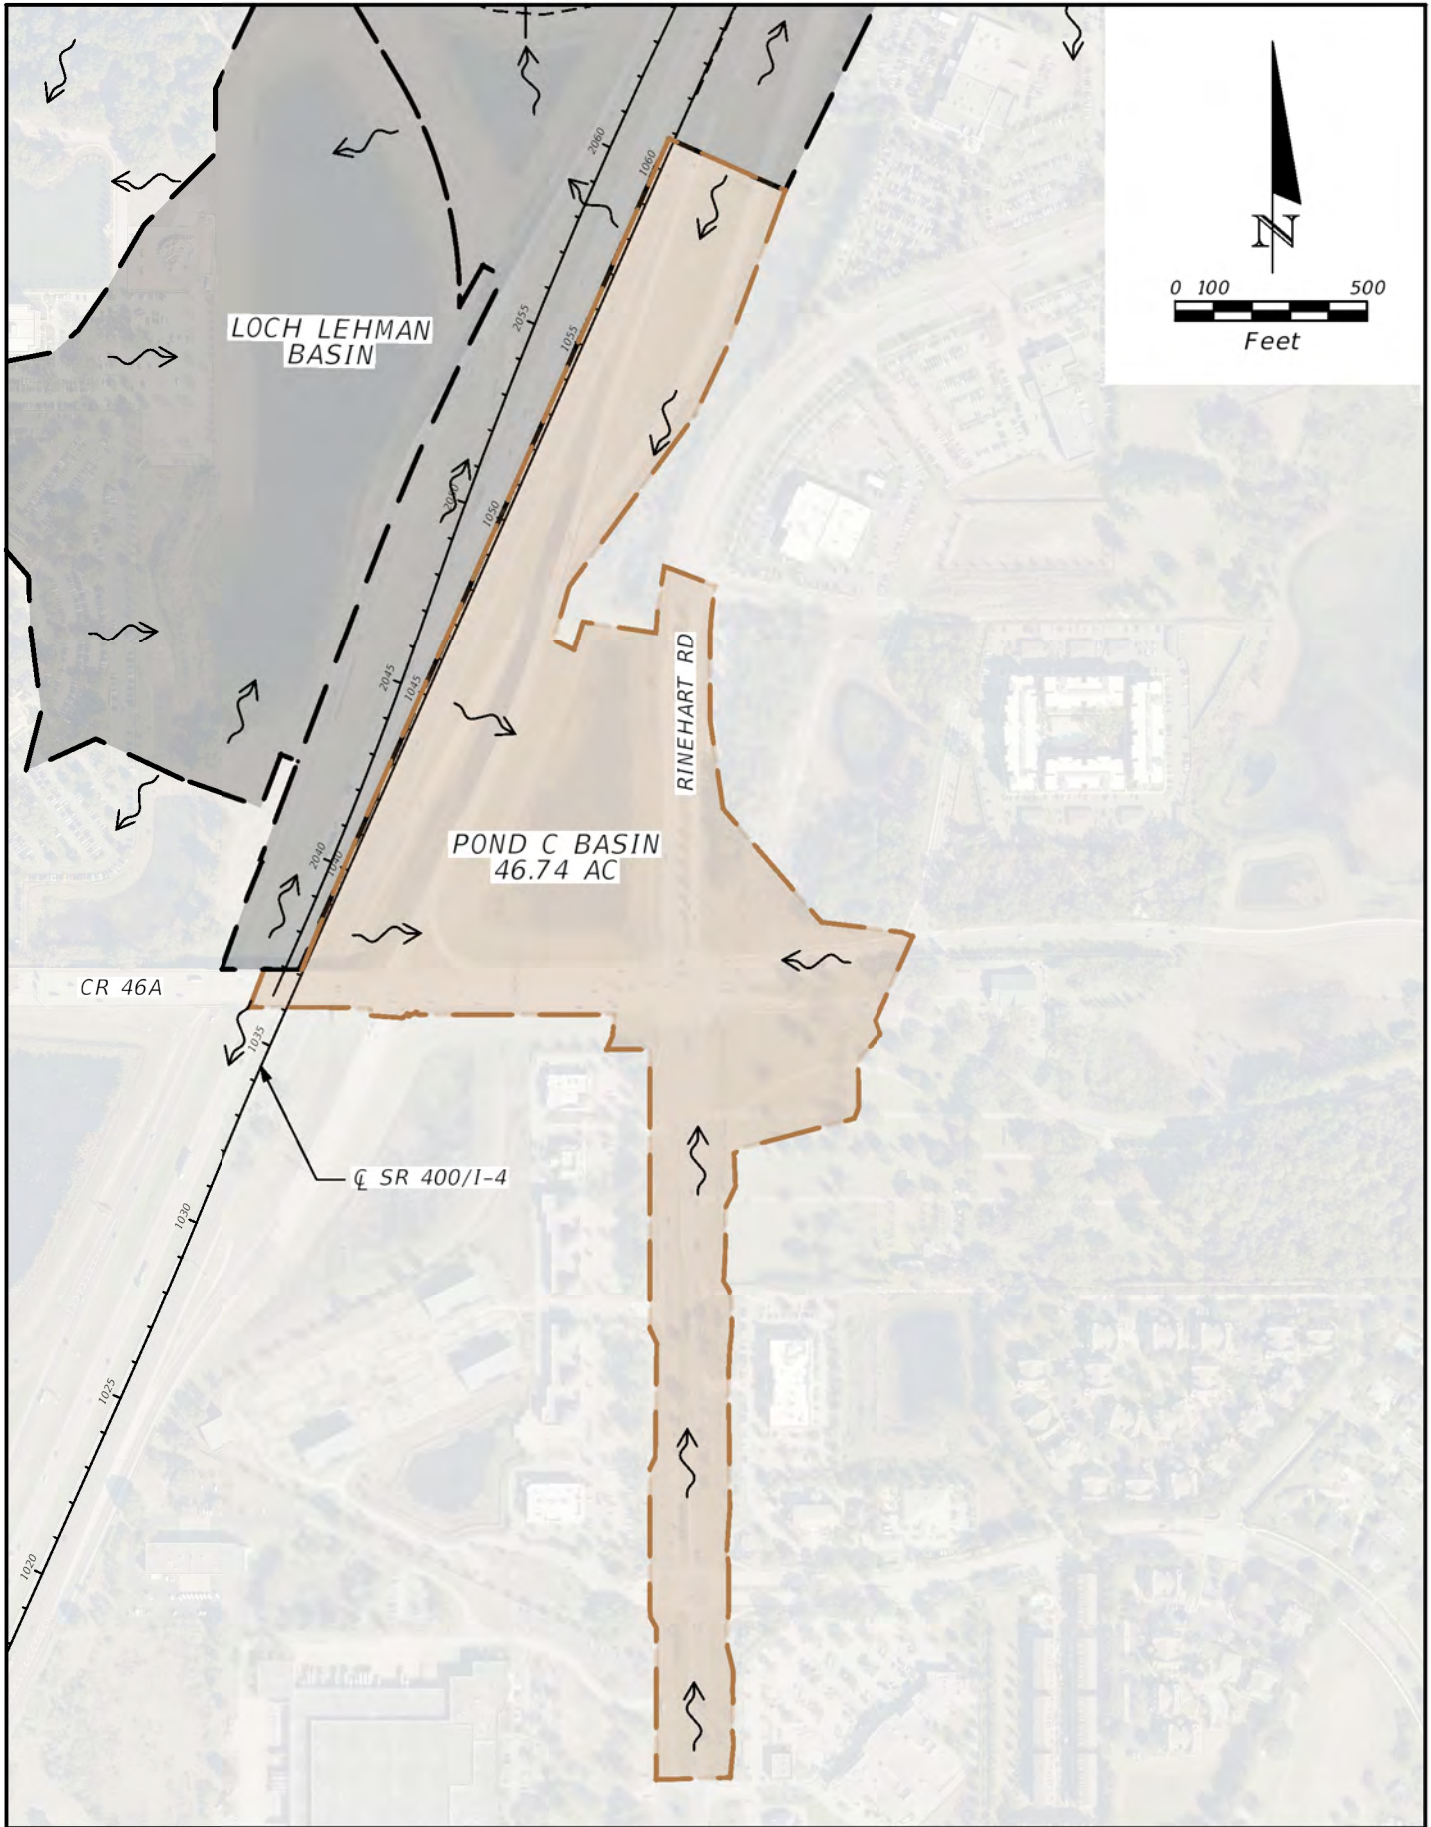 2060
1060
N
0 100 500
Feet
LOCH LEHMAN
BASIN
2055
1055
2050
1050
RINEHART RD
2045
1045
POND C BASIN
46.74 AC
2040
1040
CR 46A
1035
℄ SR 400/I-4
1030
1025
1020